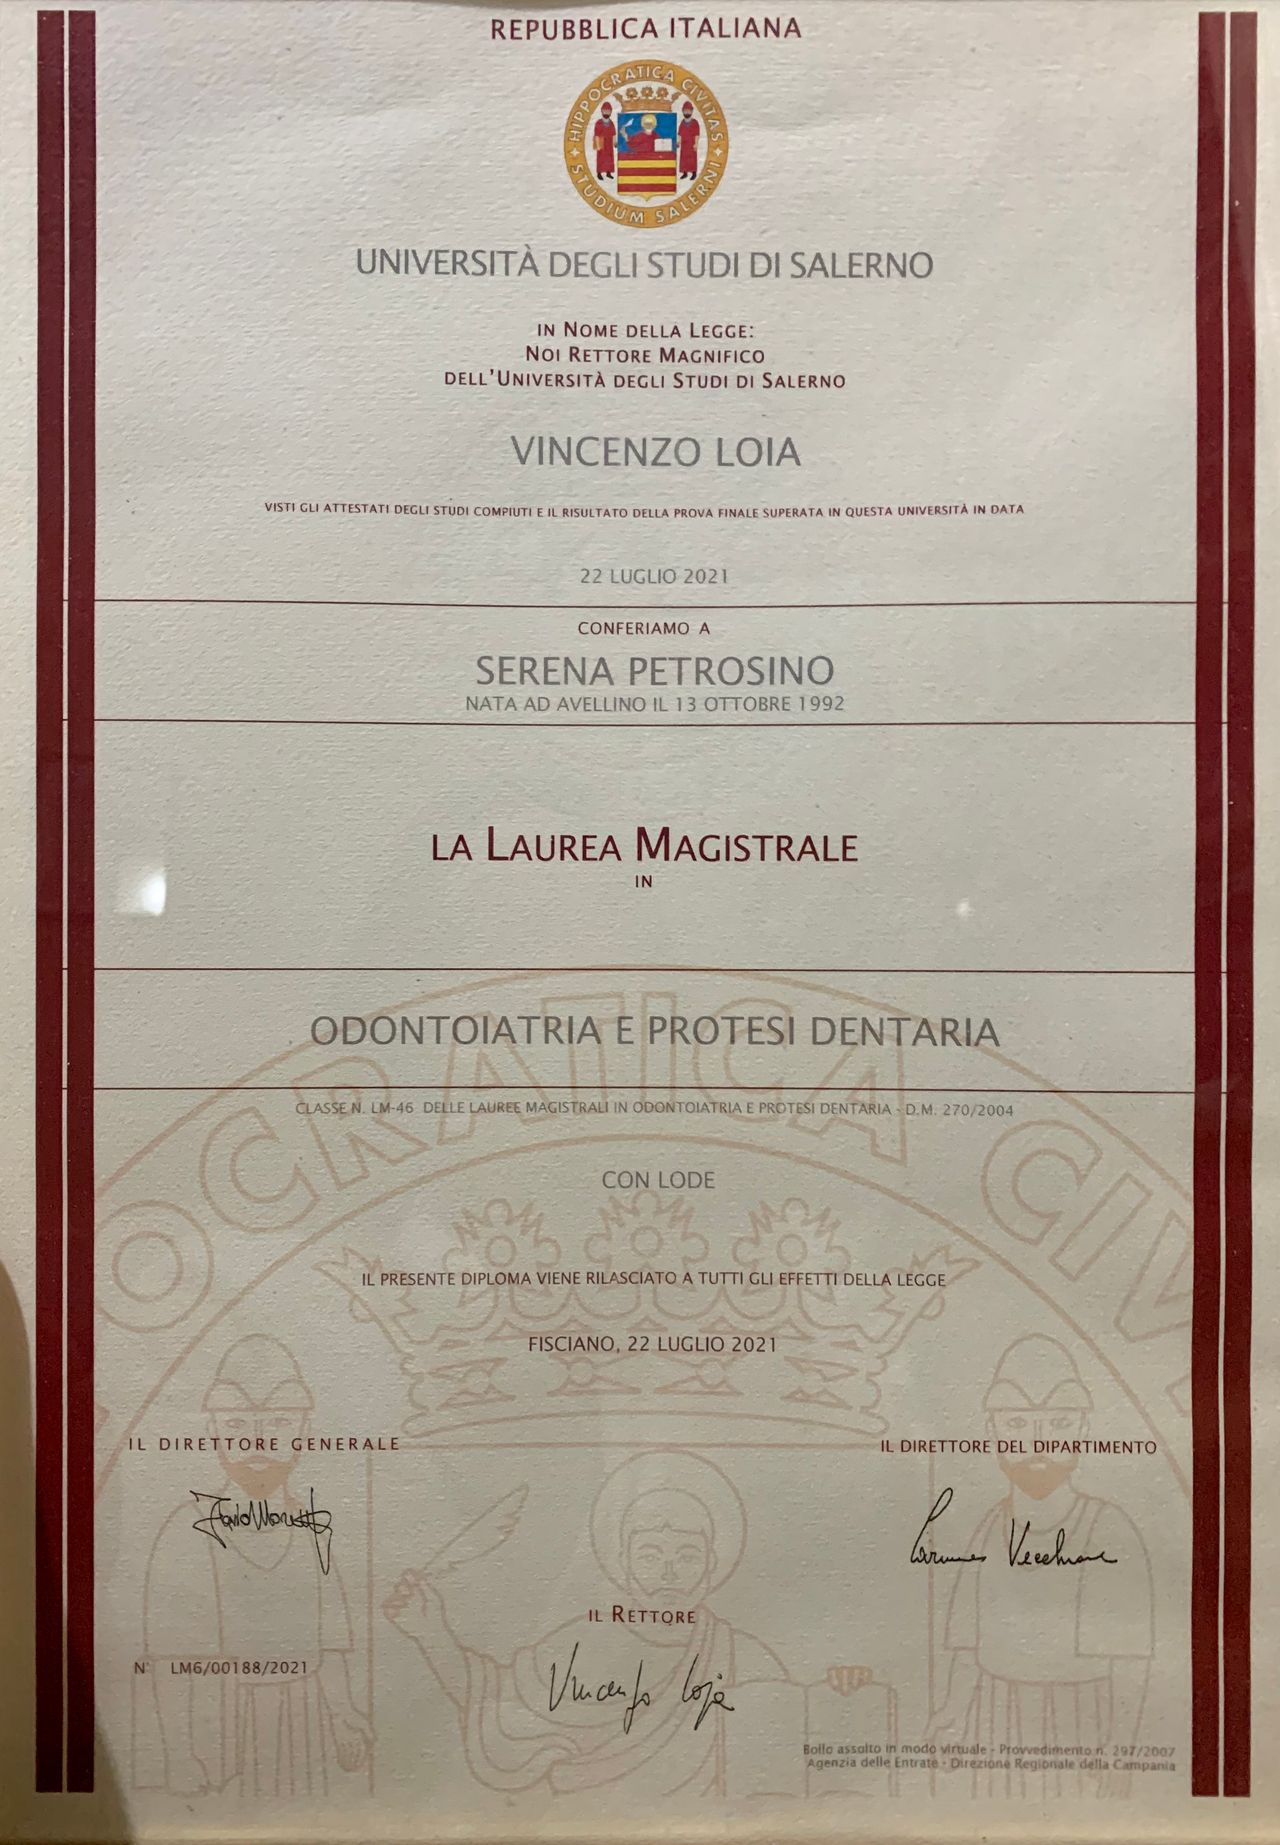 REPUBBLICA ITALIANA
HIPPOCRATICA CIVITAS
STUDIUM SALERNI
UNIVERSITÀ DEGLI STUDI DI SALERNO
IN NOME DELLA LEGGE:
NOI RETTORE MAGNIFICO
DELL'UNIVERSITÀ DEGLI STUDI DI SALERNO
VINCENZO LOIA
VISTI GLI ATTESTATI DEGLI STUDI COMPIUTI E IL RISULTATO DELLA PROVA FINALE SUPERATA IN QUESTA UNIVERSITÀ IN DATA
22 LUGLIO 2021
CONFERIAMO A
SERENA PETROSINO
NATA AD AVELLINO IL 13 OTTOBRE 1992
LA LAUREA MAGISTRALE
IN
ODONTOIATRIA E PROTESI DENTARIA
CLASSE N. LM-46 DELLE LAUREE MAGISTRALI IN ODONTOIATRIA E PROTESI DENTARIA - D.M. 270/2004
OCRATICA CIV
CON LODE
IL PRESENTE DIPLOMA VIENE RILASCIATO A TUTTI GLI EFFETTI DELLA LEGGE
FISCIANO, 22 LUGLIO 2021
IL DIRETTORE GENERALE
IL DIRETTORE DEL DIPARTIMENTO
Vecchione
IL RETTORE
Vincenzo Loja
N° LM6/00188/2021
Bollo assolto in modo virtuale - Provvedimento n. 297/2007
Agenzia delle Entrate - Direzione Regionale della Campania